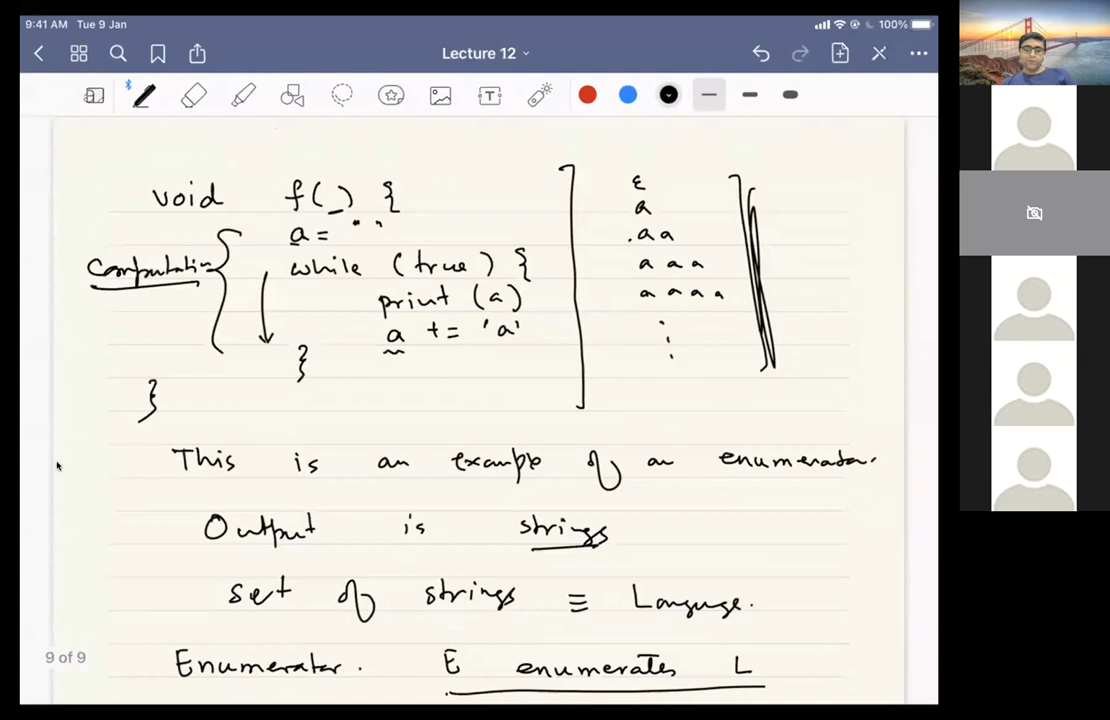 9:41 AM Tue 9 Jan
100%
Lecture 12
void f(_) {
a = " "
Computation
while (true) {
print (a)
a += 'a'
}
}
ε
a
.aa
aaa
aaaa
This is an example of an enumerator.
Output is strings
set of strings ≡ Language.
9 of 9
Enumerator. E enumerates L